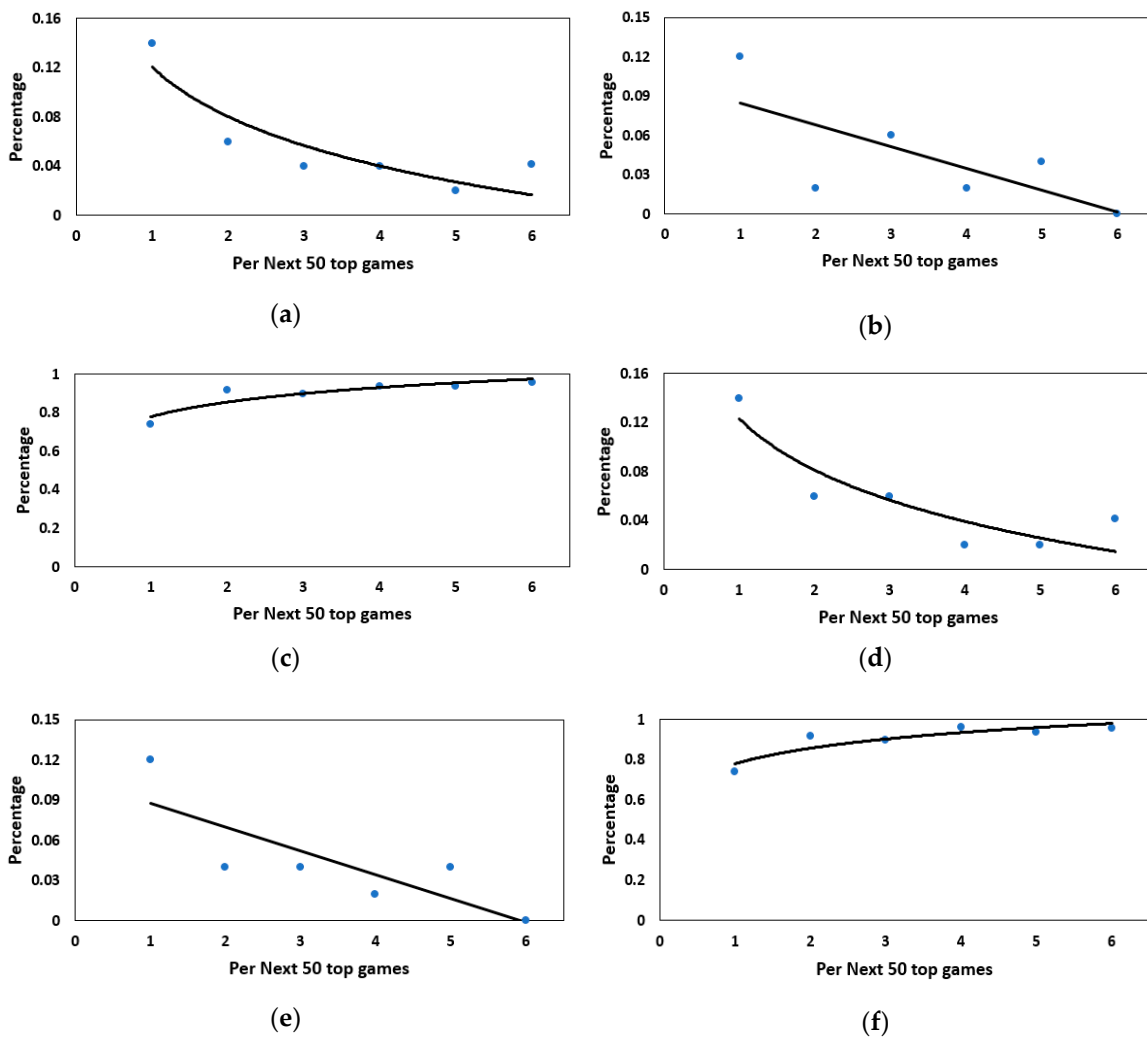 0.16
0.12
0.08
0.04
0
Percentage
0 1 2 3 4 5 6
Per Next 50 top games
(a)
0.15
0.12
0.09
0.06
0.03
0
Percentage
0 1 2 3 4 5 6
Per Next 50 top games
(b)
1
0.8
0.6
0.4
0.2
0
Percentage
0 1 2 3 4 5 6
Per Next 50 top games
(c)
0.16
0.12
0.08
0.04
0
Percentage
0 1 2 3 4 5 6
Per Next 50 top games
(d)
0.15
0.12
0.09
0.06
0.03
0
Percentage
0 1 2 3 4 5 6
Per Next 50 top games
(e)
1
0.8
0.6
0.4
0.2
0
Percentage
0 1 2 3 4 5 6
Per Next 50 top games
(f)